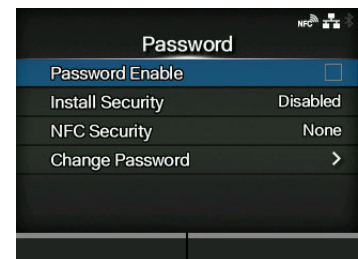 NFC
Password
Password Enable
Install Security Disabled
NFC Security None
Change Password >